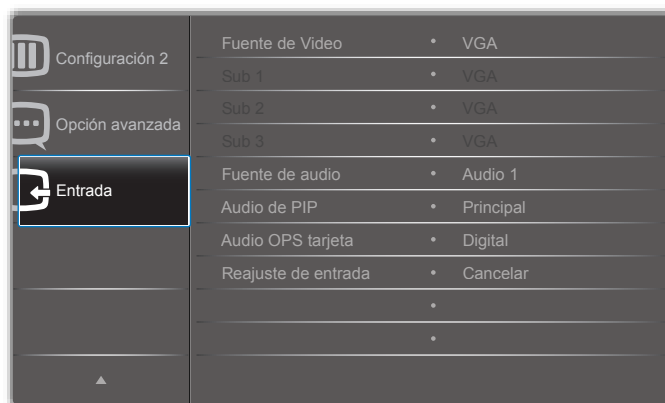 Configuración 2
Opción avanzada
Entrada
Fuente de Video • VGA
Sub 1 • VGA
Sub 2 • VGA
Sub 3 • VGA
Fuente de audio • Audio 1
Audio de PIP • Principal
Audio OPS tarjeta • Digital
Reajuste de entrada • Cancelar